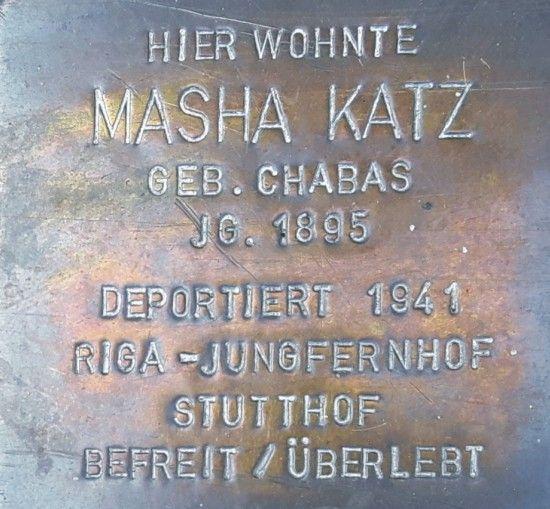 HIER WOHNTE
MASHA KATZ
GEB. CHABAS
JG. 1895
DEPORTIERT 1941
RIGA-JUNGFERNHOF
STUTTHOF
BEFREIT / ÜBERLEBT